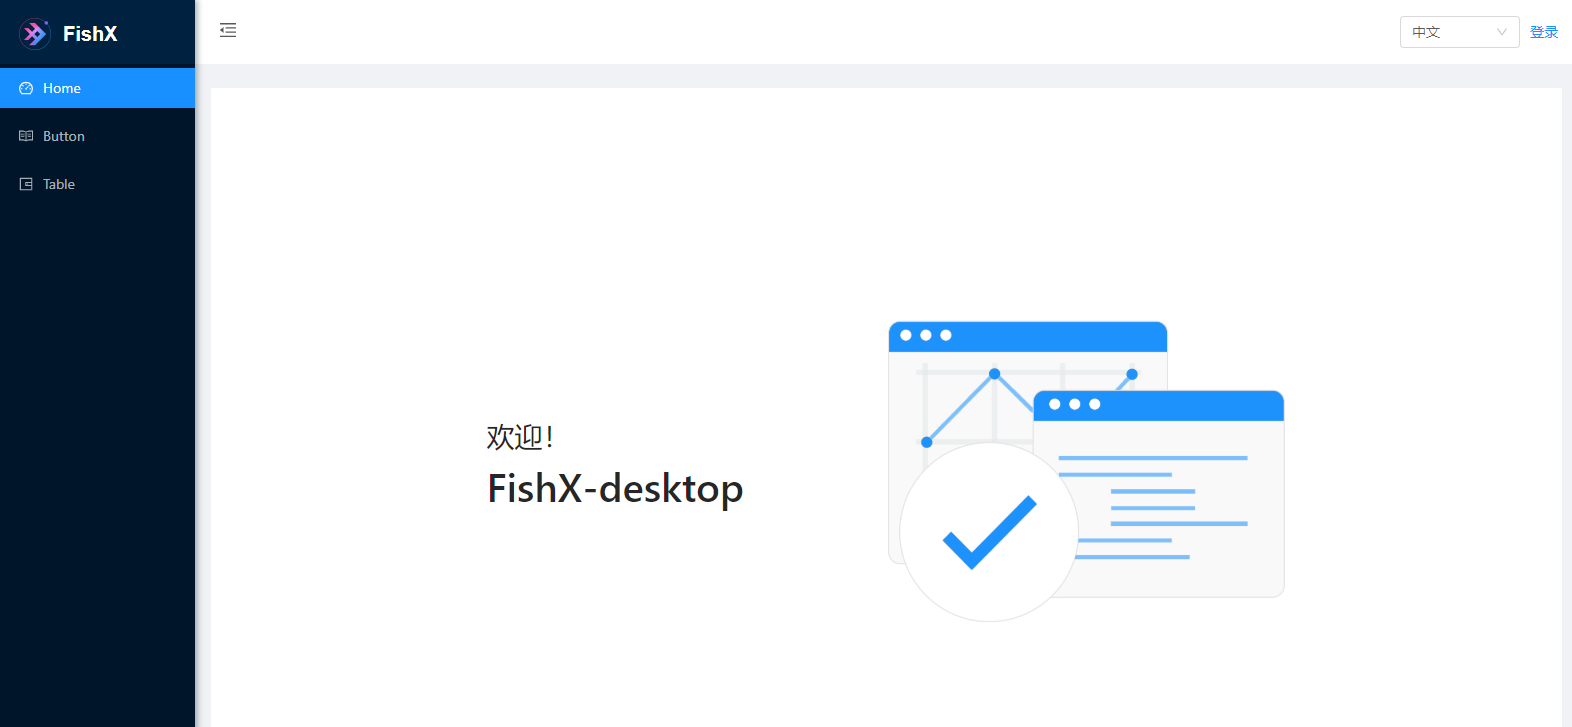 FishX
中文
登录
Home
Button
Table
欢迎!
FishX-desktop